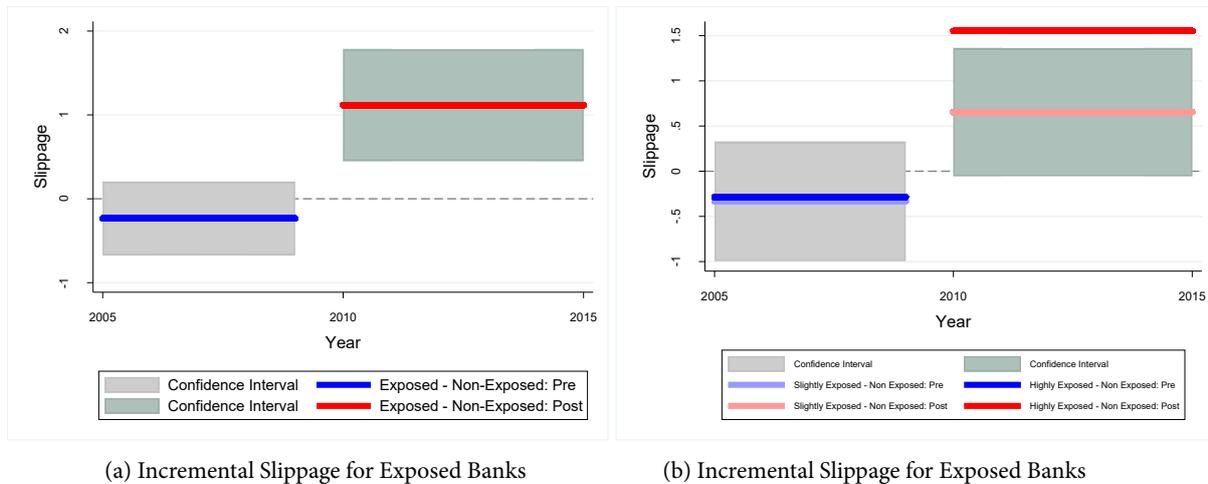 2
1
0
-1
Slippage
2005
2010
2015
Year
Confidence Interval
Exposed - Non-Exposed: Pre
Confidence Interval
Exposed - Non-Exposed: Post
(a) Incremental Slippage for Exposed Banks
1.5
1
.5
0
-.5
-1
Slippage
2005
2010
2015
Year
Confidence Interval
Confidence Interval
Slightly Exposed - Non Exposed: Pre
Highly Exposed - Non Exposed: Pre
Slightly Exposed - Non Exposed: Post
Highly Exposed - Non Exposed: Post
(b) Incremental Slippage for Exposed Banks